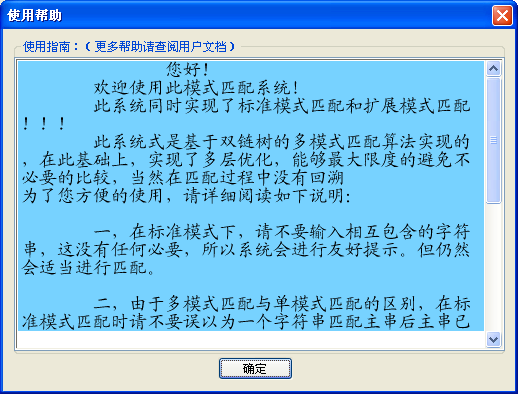 使用帮助
使用指南：（ 更多帮助请查阅用户文档 ）
您好！
欢迎使用此模式匹配系统！
此系统同时实现了标准模式匹配和扩展模式匹配
！！！
此系统式是基于双链树的多模式匹配算法实现的
，在此基础上，实现了多层优化，能够最大限度的避免不
必要的比较，当然在匹配过程中没有回溯
为了您方便的使用，请详细阅读如下说明：
一，在标准模式下，请不要输入相互包含的字符
串，这没有任何必要，所以系统会进行友好提示。但仍然
会适当进行匹配。
二，由于多模式匹配与单模式匹配的区别，在标
准模式匹配时请不要误以为一个字符串匹配主串后主串已
确定